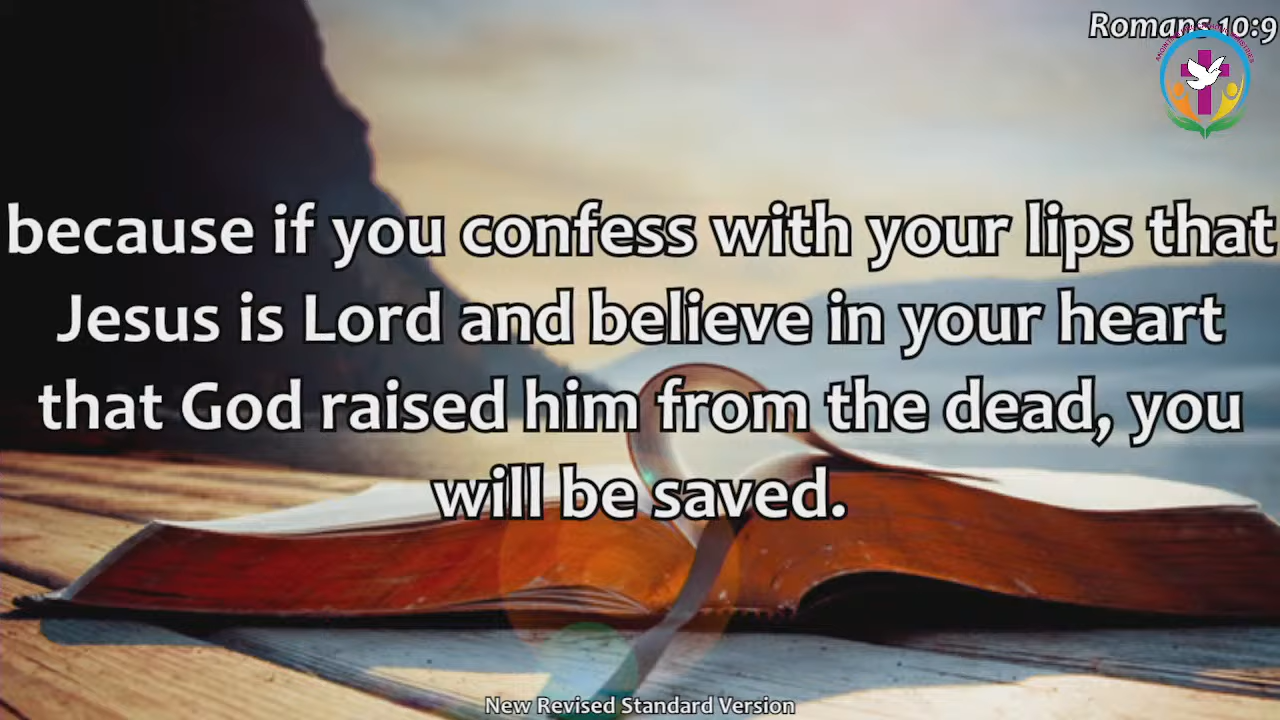 Romans 10:9
because if you confess with your lips that
Jesus is Lord and believe in your heart
that God raised him from the dead, you
will be saved.
New Revised Standard Version